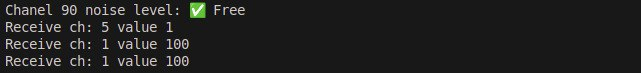 Chanel 90 noise level: ✅ Free
Receive ch: 5 value 1
Receive ch: 1 value 100
Receive ch: 1 value 100